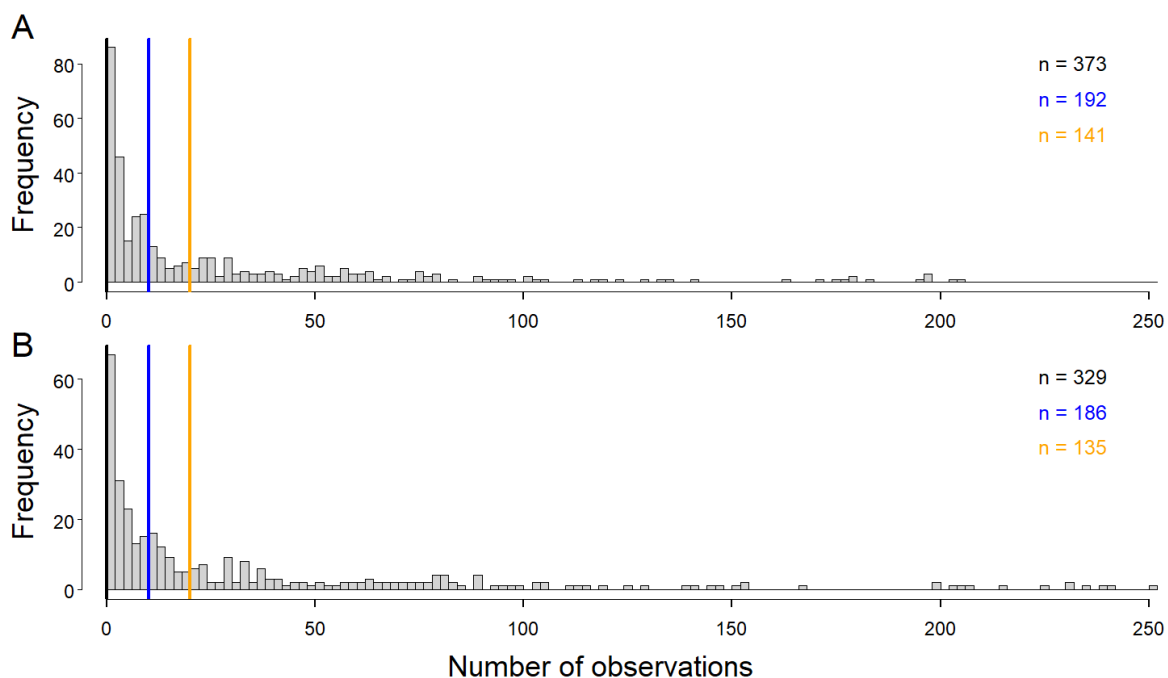 A
Frequency
80
60
40
20
0
n = 373
n = 192
n = 141
0 50 100 150 200 250
B
Frequency
60
40
20
0
n = 329
n = 186
n = 135
0 50 100 150 200 250
Number of observations